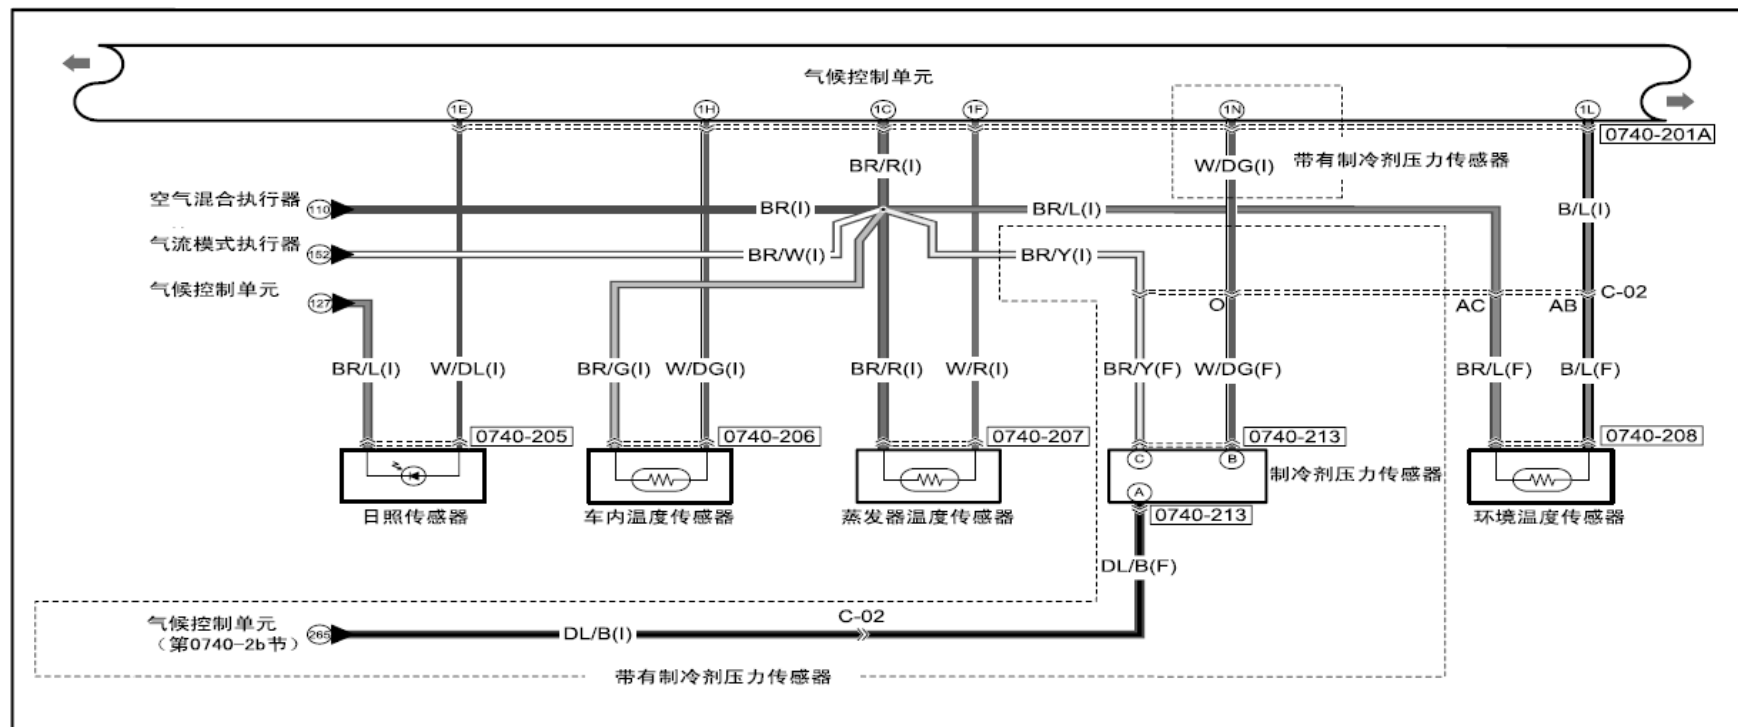 气候控制单元
1E 1H 1C 1F 1N 1L
0740-201A
BR/R(I) W/DG(I) 带有制冷剂压力传感器
空气混合执行器 110 BR(I) BR/L(I) B/L(I)
气流模式执行器 152 BR/W(I) BR/Y(I)
气候控制单元 127
O AC AB C-02
BR/L(I) W/DL(I) BR/G(I) W/DG(I) BR/R(I) W/R(I) BR/Y(F) W/DG(F) BR/L(F) B/L(F)
0740-205 0740-206 0740-207 0740-213 0740-208
C B
制冷剂压力传感器
A
日照传感器 车内温度传感器 蒸发器温度传感器 0740-213 环境温度传感器
DL/B(F)
C-02
气候控制单元
265 DL/B(I)
(第0740-2b节)
带有制冷剂压力传感器